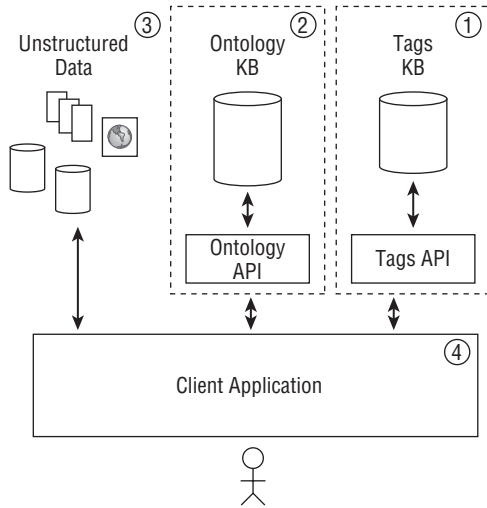 ③
Unstructured
Data
②
Ontology
KB
①
Tags
KB
Ontology
API
Tags API
④
Client Application